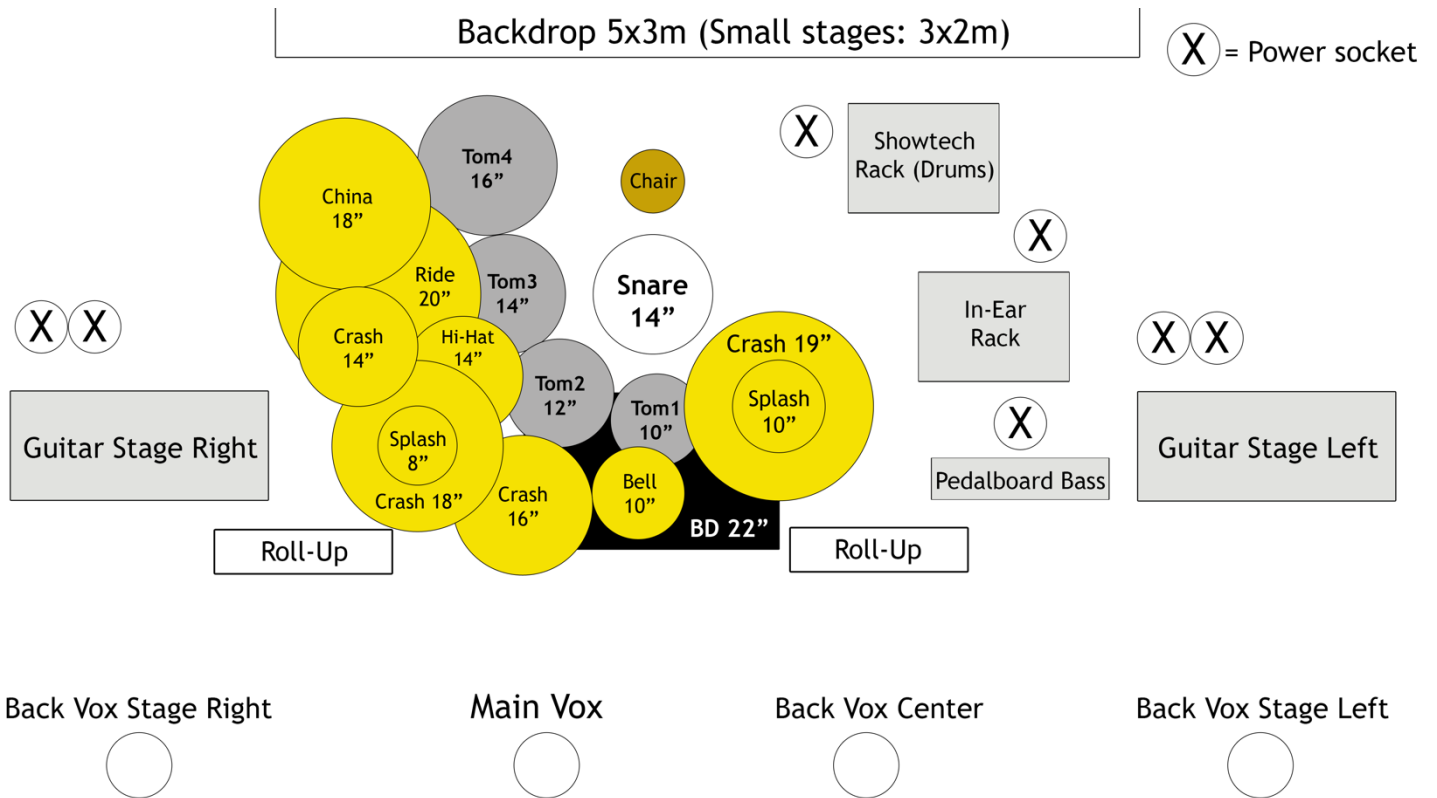 Backdrop 5x3m (Small stages: 3x2m)
X = Power socket
X
Showtech
Rack (Drums)
Tom4
16”
Chair
China
18”
X
Ride
20”
Tom3
14”
Snare
14”
In-Ear
Rack
X X
X X
Crash
14”
Hi-Hat
14”
Crash 19”
Splash
10”
Tom2
12”
Tom1
10”
X
Guitar Stage Right
Splash
8”
Crash 18”
Crash
16”
Bell
10”
BD 22”
Pedalboard Bass
Guitar Stage Left
Roll-Up
Roll-Up
Back Vox Stage Right
Main Vox
Back Vox Center
Back Vox Stage Left